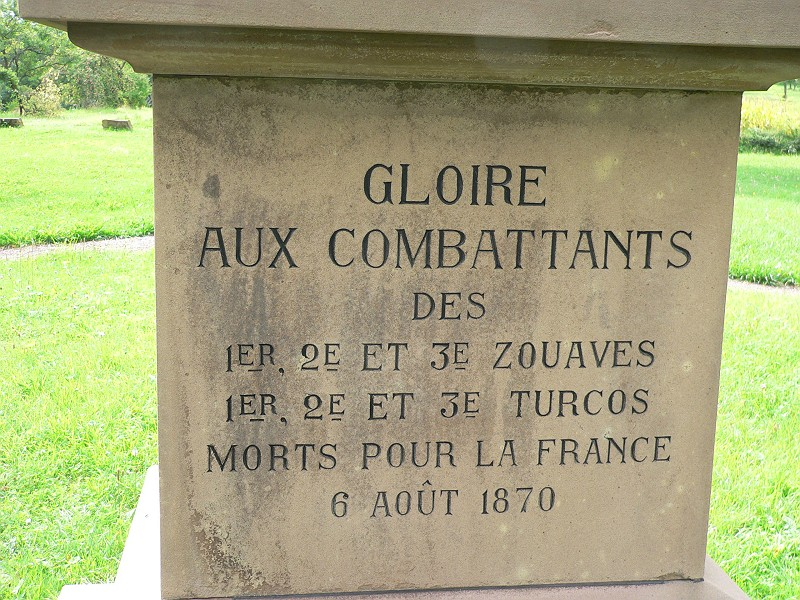 GLOIRE
AUX COMBATTANTS
DES
1ER, 2E ET 3E ZOUAVES
1ER, 2E ET 3E TURCOS
MORTS POUR LA FRANCE
6 AOÛT 1870